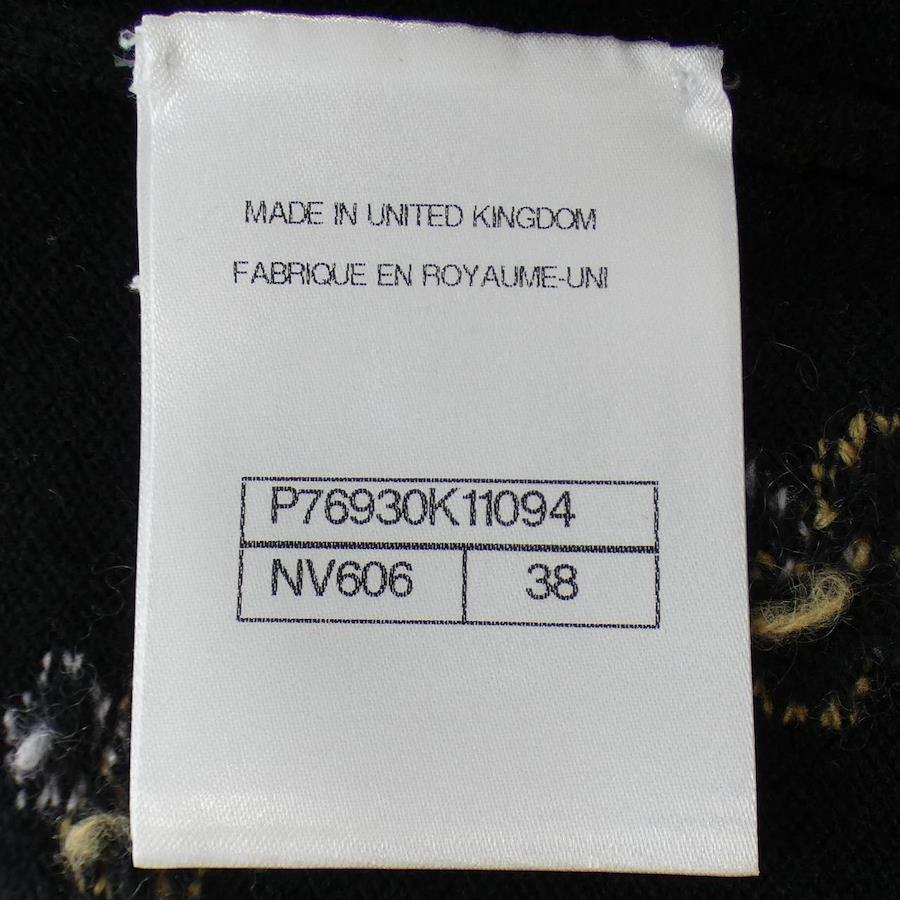 MADE IN UNITED KINGDOM
FABRIQUE EN ROYAUME-UNI
P76930K11094
NV606 38